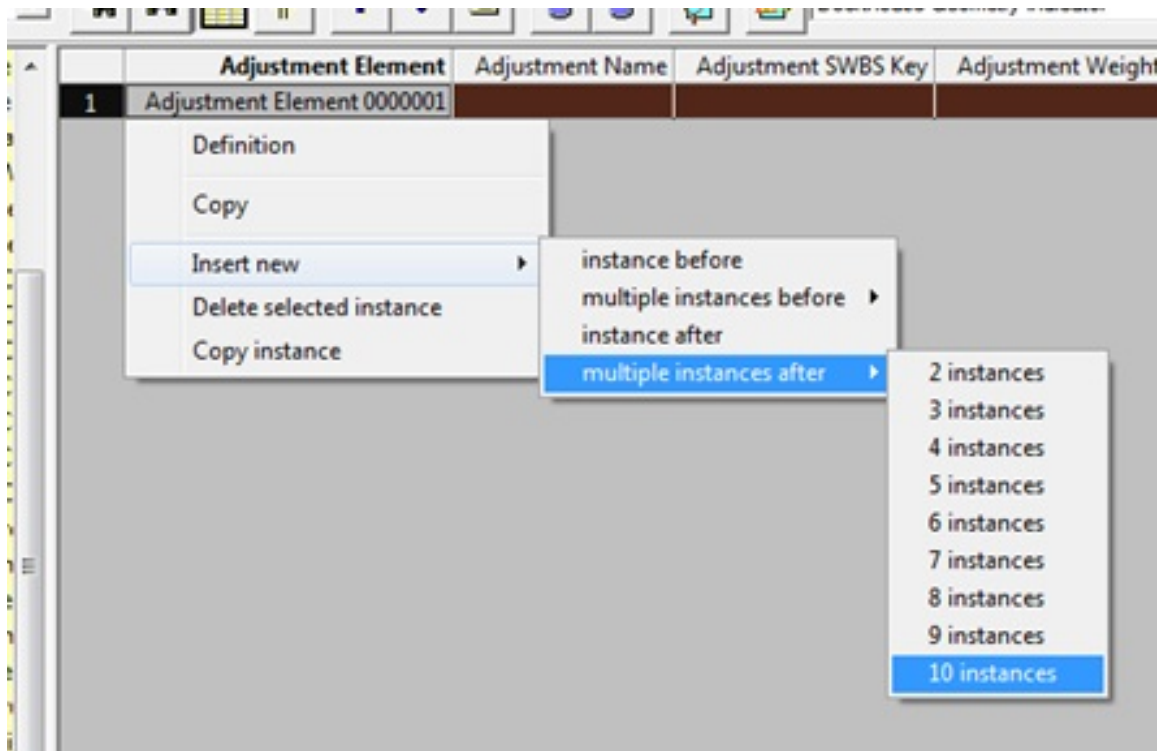 Adjustment Element Adjustment Name Adjustment SWBS Key Adjustment Weight
1 Adjustment Element 0000001
Definition
Copy
Insert new
Delete selected instance
Copy instance
instance before
multiple instances before
instance after
multiple instances after
2 instances
3 instances
4 instances
5 instances
6 instances
7 instances
8 instances
9 instances
10 instances